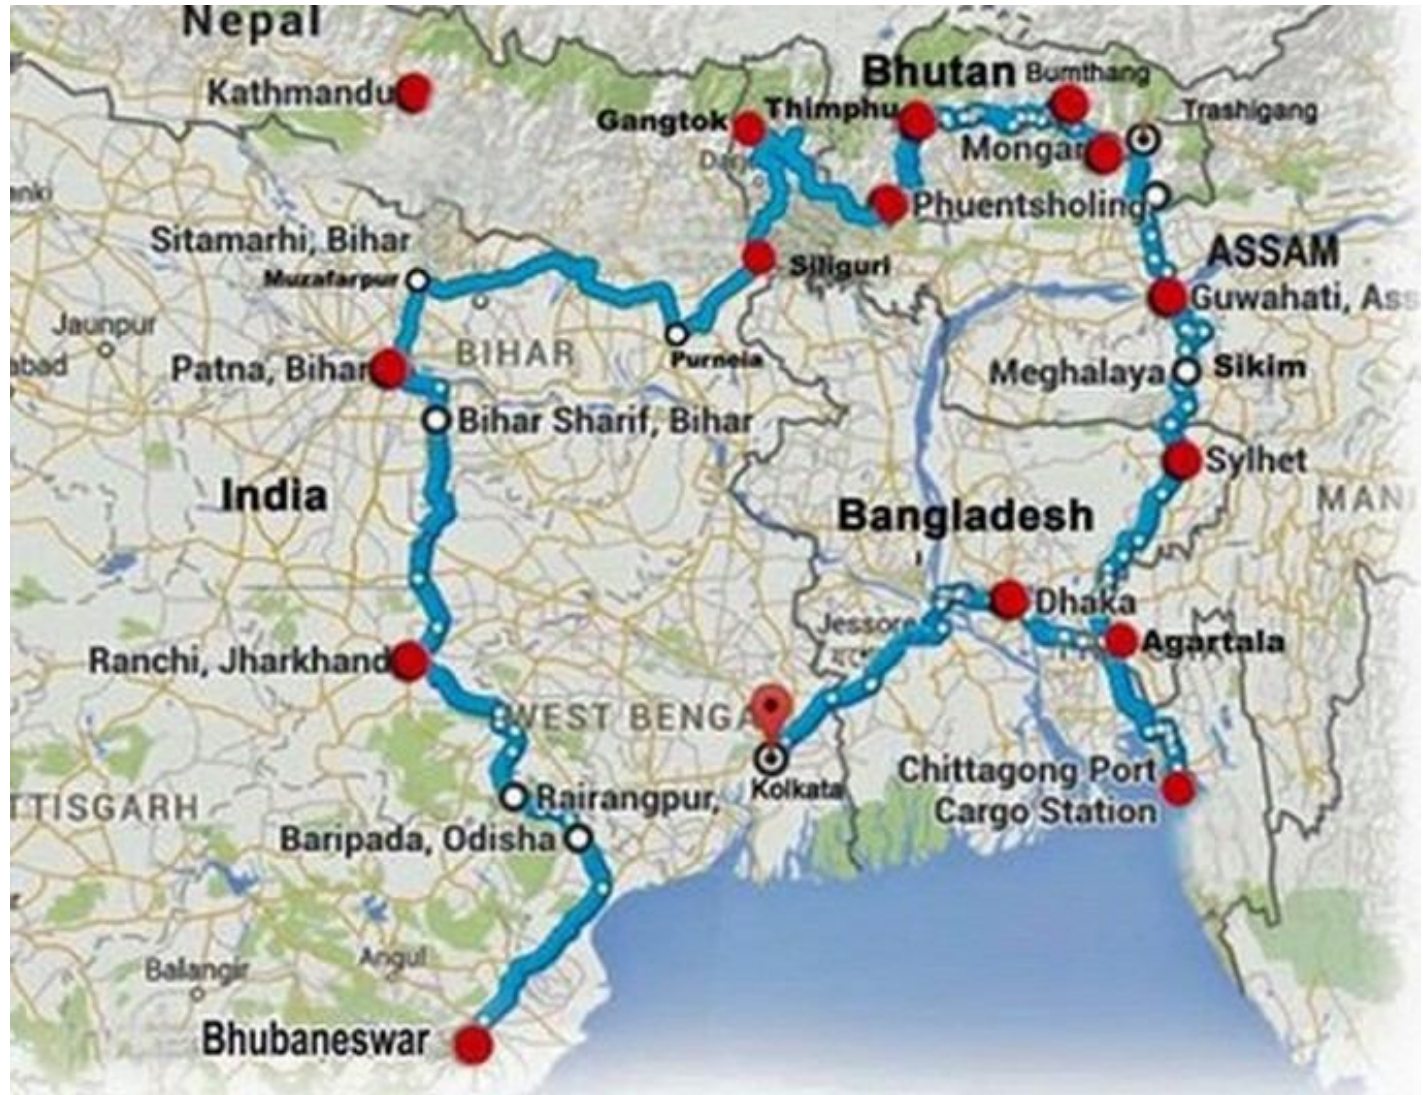 Nepal
Kathmandu
Bhutan
Bumthang
Gangtok
Thimphu
Trashigang
Mongar
Phuentsholing
Sitamarhi, Bihar
Muzafarpur
Siliguri
ASSAM
Guwahati, Ass
Jaunpur
abad
Patna, Bihar
BIHAR
Purneia
Meghalaya
Sikim
Bihar Sharif, Bihar
Sylhet
India
MAN
Bangladesh
Dhaka
Jessore
Agartala
Ranchi, Jharkhand
WEST BENGA
Kolkata
Chittagong Port
Cargo Station
TTISGARH
Rairangpur,
Baripada, Odisha
Angul
Balangir
Bhubaneswar